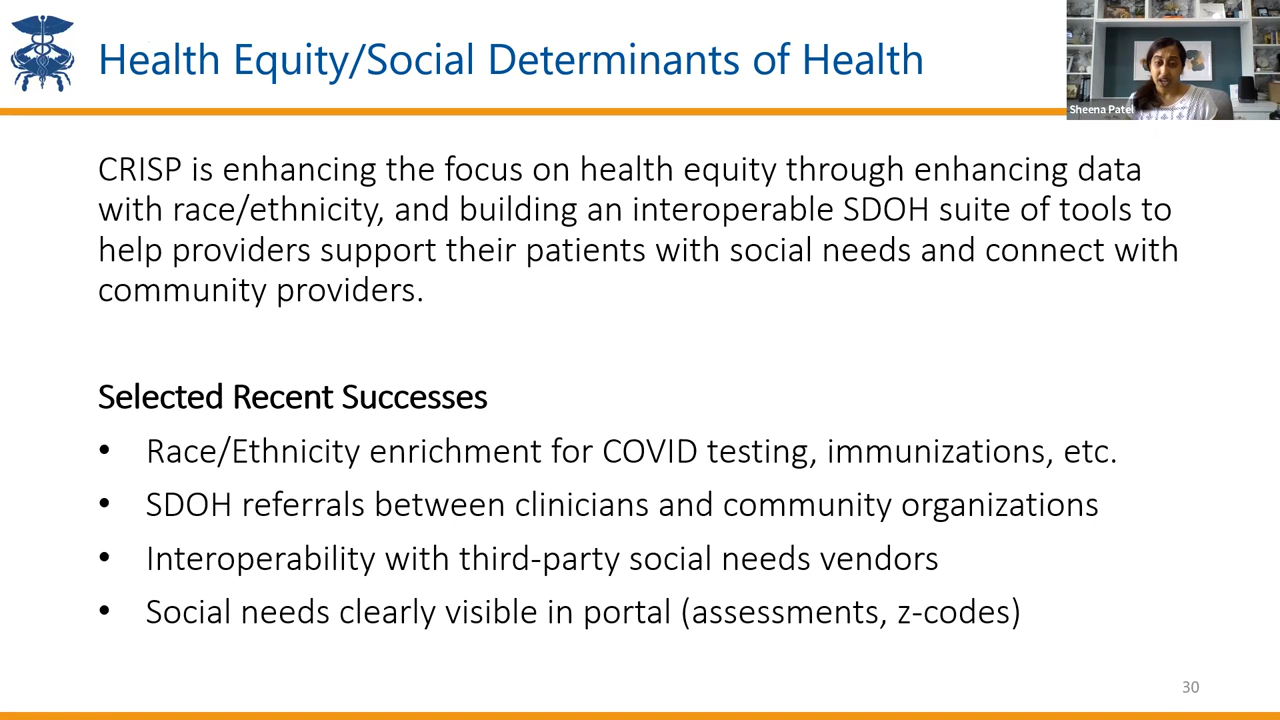 Health Equity/Social Determinants of Health
Sheena Patel
CRISP is enhancing the focus on health equity through enhancing data
with race/ethnicity, and building an interoperable SDOH suite of tools to
help providers support their patients with social needs and connect with
community providers.
Selected Recent Successes
• Race/Ethnicity enrichment for COVID testing, immunizations, etc.
• SDOH referrals between clinicians and community organizations
• Interoperability with third-party social needs vendors
• Social needs clearly visible in portal (assessments, z-codes)
30